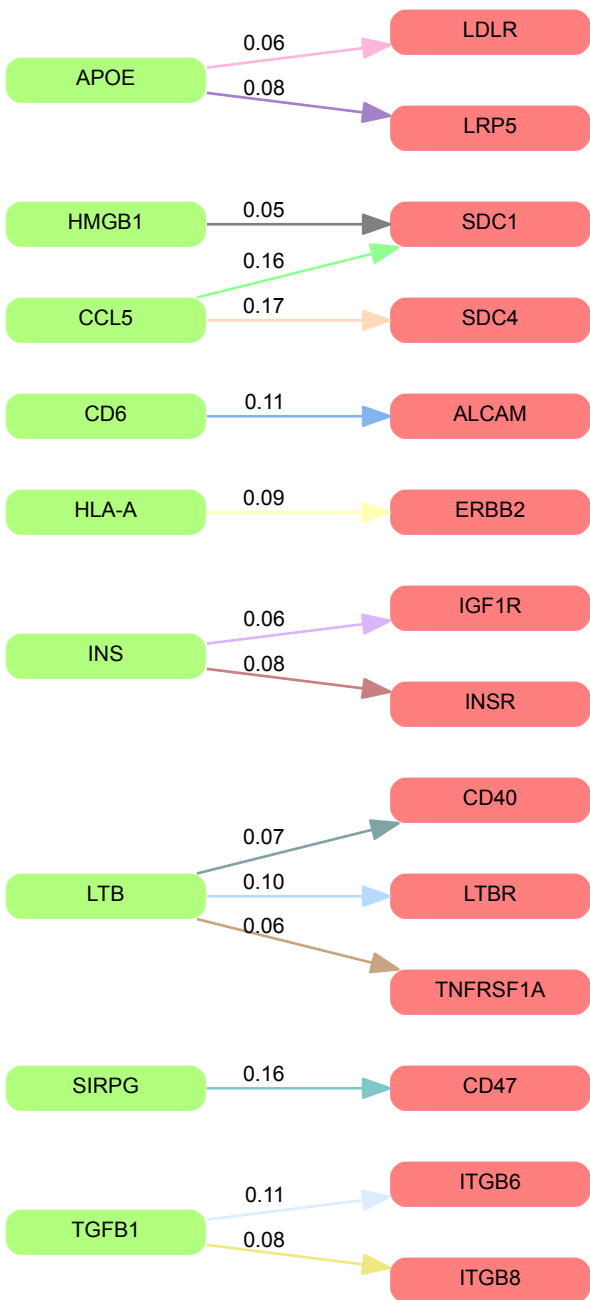 0.06
LDLR
APOE
0.08
LRP5
HMGB1
0.05
SDC1
0.16
CCL5
0.17
SDC4
CD6
0.11
ALCAM
HLA-A
0.09
ERBB2
0.06
IGF1R
INS
0.08
INSR
CD40
0.07
LTB
0.10
LTBR
0.06
TNFRSF1A
SIRPG
0.16
CD47
0.11
ITGB6
TGFB1
0.08
ITGB8